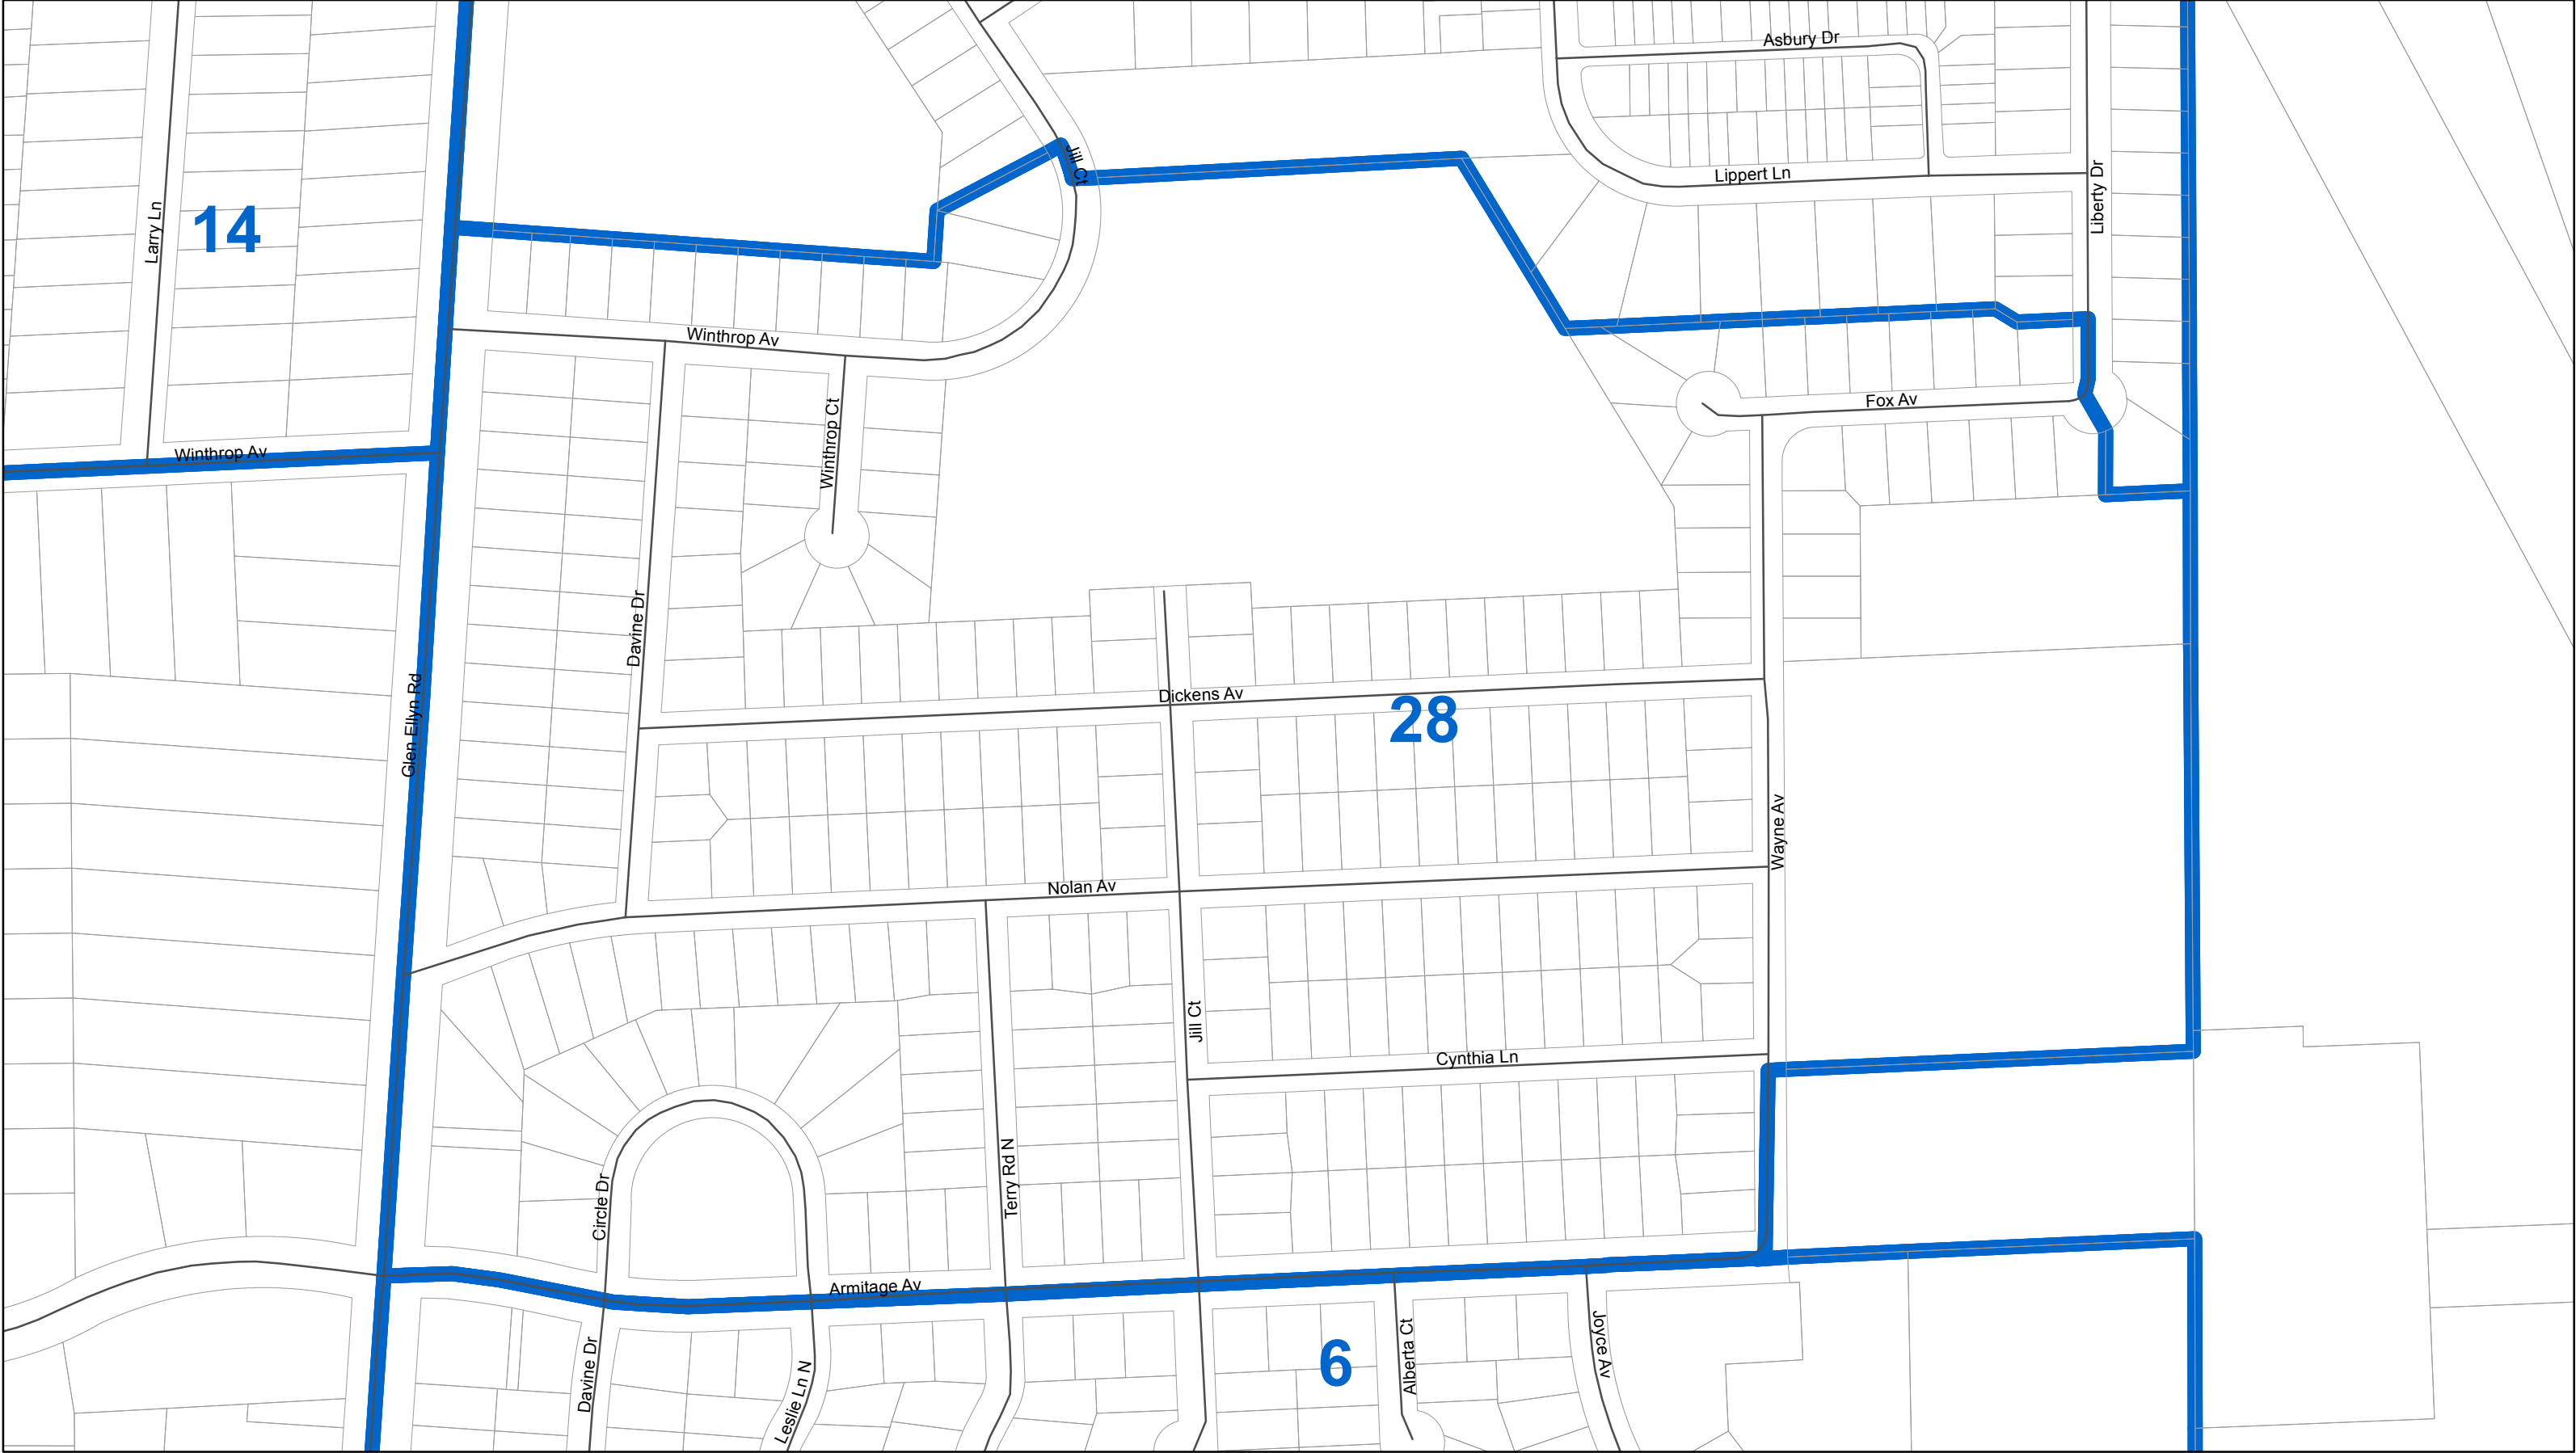 Asbury Dr
Jill Ct
Lippert Ln
Liberty Dr
Larry Ln
14
Winthrop Av
Fox Av
Winthrop Ct
Winthrop Av
Davine Dr
Glen Ellyn Rd
Dickens Av
28
Wayne Av
Nolan Av
Jill Ct
Cynthia Ln
Terry Rd N
Circle Dr
Armitage Av
6
Alberta Ct
Joyce Av
Davine Dr
Leslie Ln N